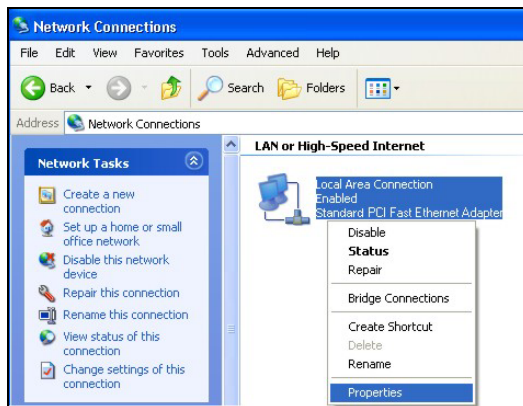 Network Connections
File Edit View Favorites Tools Advanced Help
Back Search Folders
Address Network Connections
Network Tasks
Create a new
connection
Set up a home or small
office network
Disable this network
device
Repair this connection
Rename this connection
View status of this
connection
Change settings of this
connection
LAN or High-Speed Internet
Local Area Connection
Enabled
Standard PCI Fast Ethernet Adapter
Disable
Status
Repair
Bridge Connections
Create Shortcut
Delete
Rename
Properties